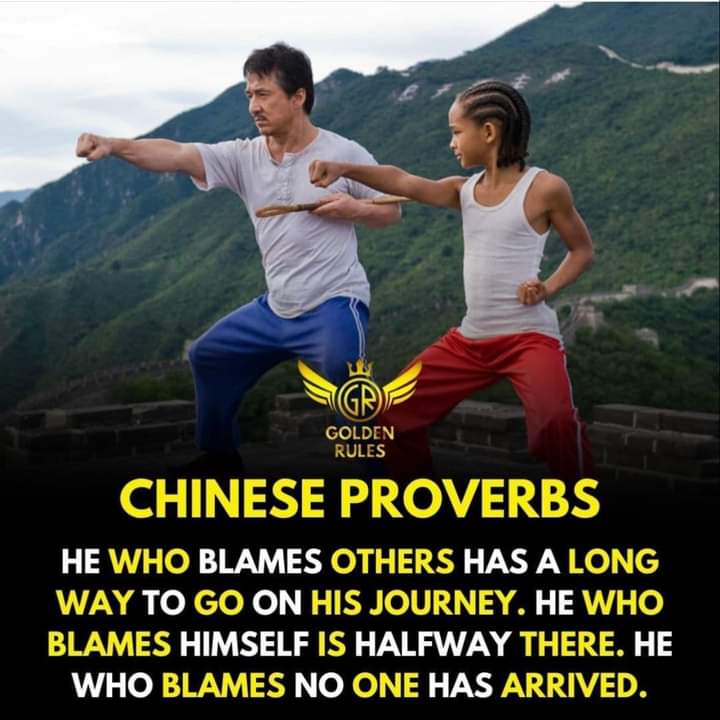 GR
GOLDEN
RULES
CHINESE PROVERBS
HE WHO BLAMES OTHERS HAS A LONG
WAY TO GO ON HIS JOURNEY. HE WHO
BLAMES HIMSELF IS HALFWAY THERE. HE
WHO BLAMES NO ONE HAS ARRIVED.